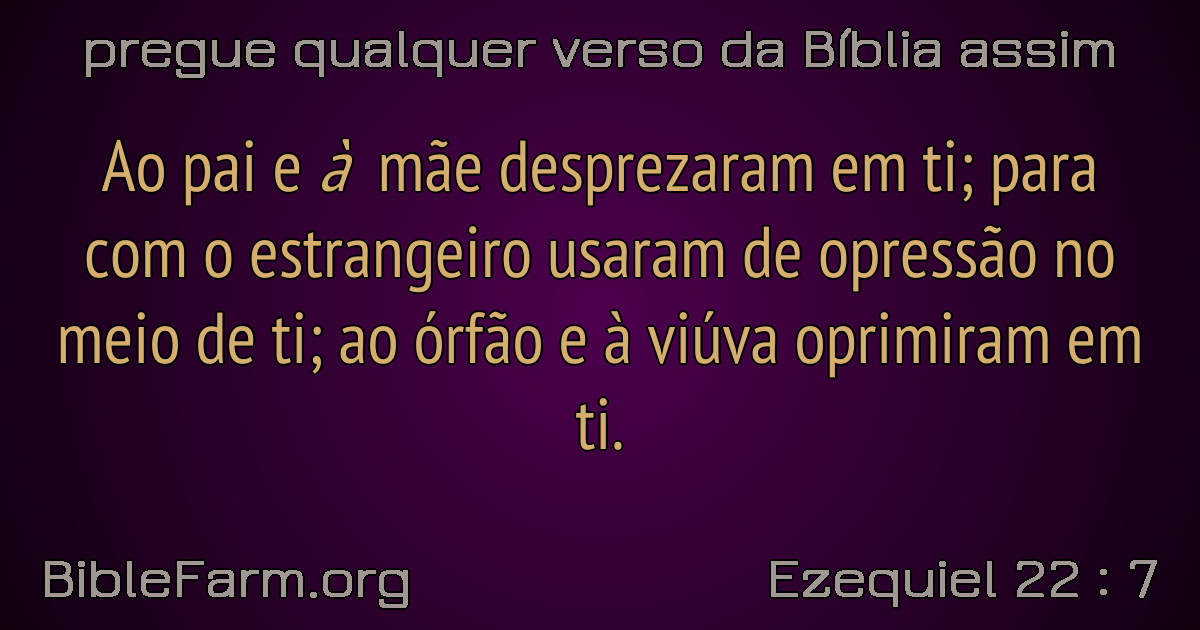 pregue qualquer verso da Bíblia assim
Ao pai e à mãe desprezaram em ti; para
com o estrangeiro usaram de opressão no
meio de ti; ao órfão e à viúva oprimiram em
ti.
BibleFarm.org
Ezequiel 22 : 7